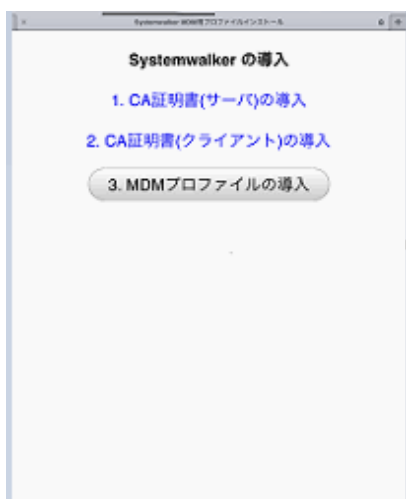 Systemwalker MDM用プロファイルインストール
Systemwalker の導入
1. CA証明書(サーバ)の導入
2. CA証明書(クライアント)の導入
3. MDMプロファイルの導入